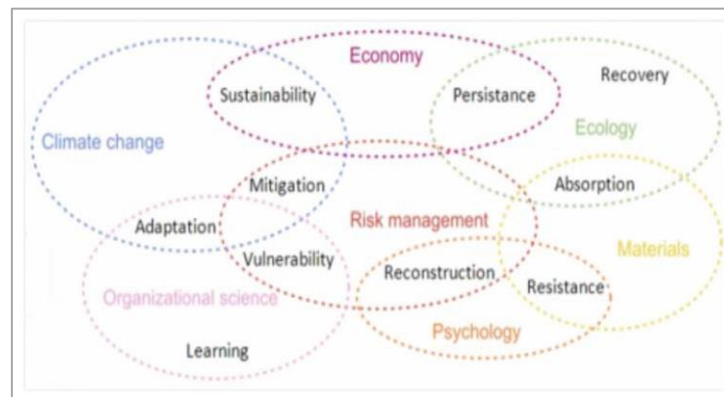 Economy
Recovery
Sustainability
Persistance
Ecology
Climate change
Mitigation
Absorption
Adaptation
Risk management
Materials
Vulnerability
Reconstruction
Resistance
Organizational science
Psychology
Learning